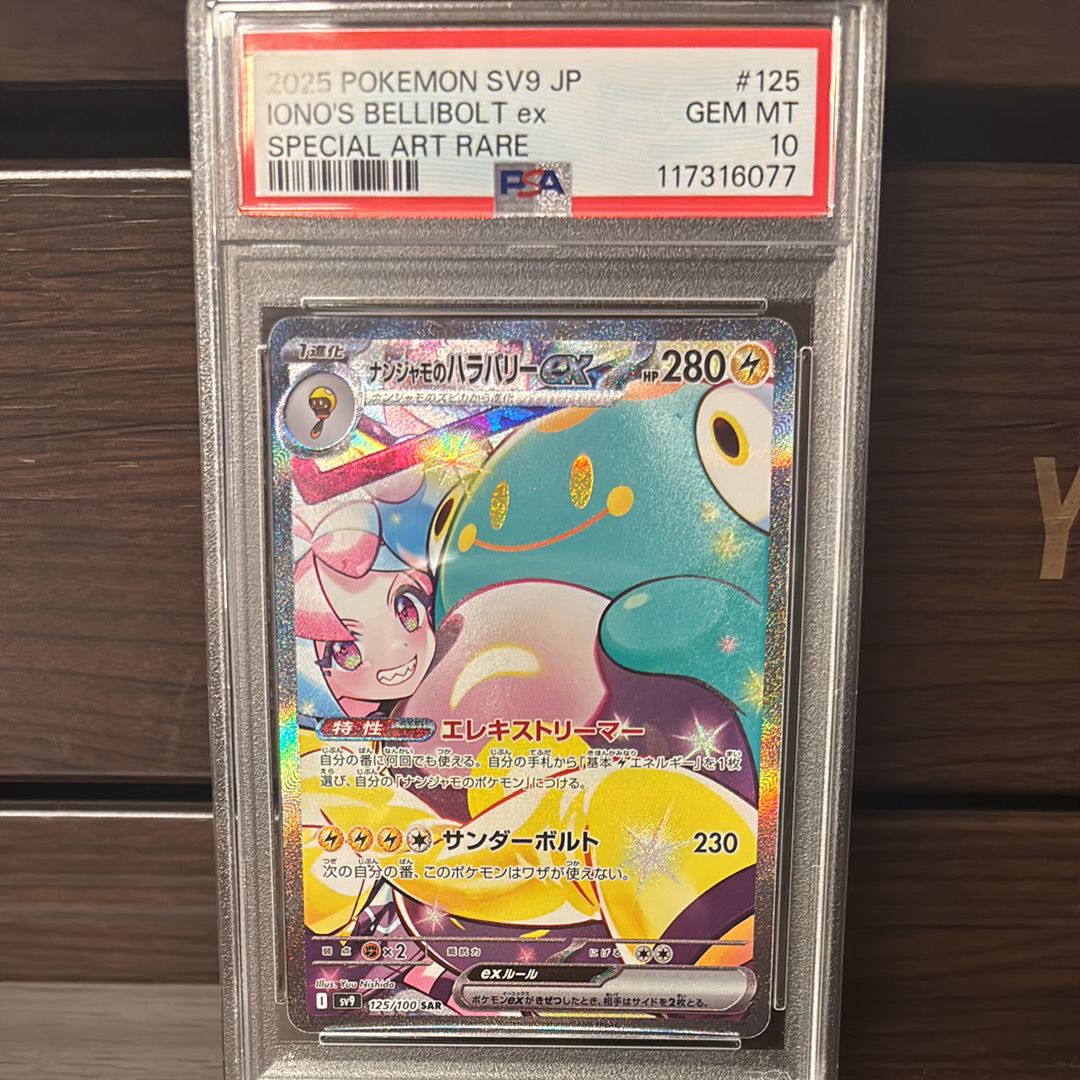 2025 POKEMON SV9 JP #125
IONO'S BELLIBOLT ex GEM MT
SPECIAL ART RARE 10
PSA 117316077
1進化
ナンジャモのハラバリーex HP 280
ナンジャモのズピカから進化
特性 エレキストリーマー
自分の番に何回でも使える。自分の手札から「基本エネルギー」を1枚
選び、自分の「ナンジャモのポケモン」につける。
サンダーボルト 230
次の自分の番、このポケモンはワザが使えない。
弱点 ×2 抵抗力 にげる
exルール
ポケモンexがきぜつしたとき、相手はサイドを2枚とる。
Illus. Yuu Nishida
I SV9 125/100 SAR
Y